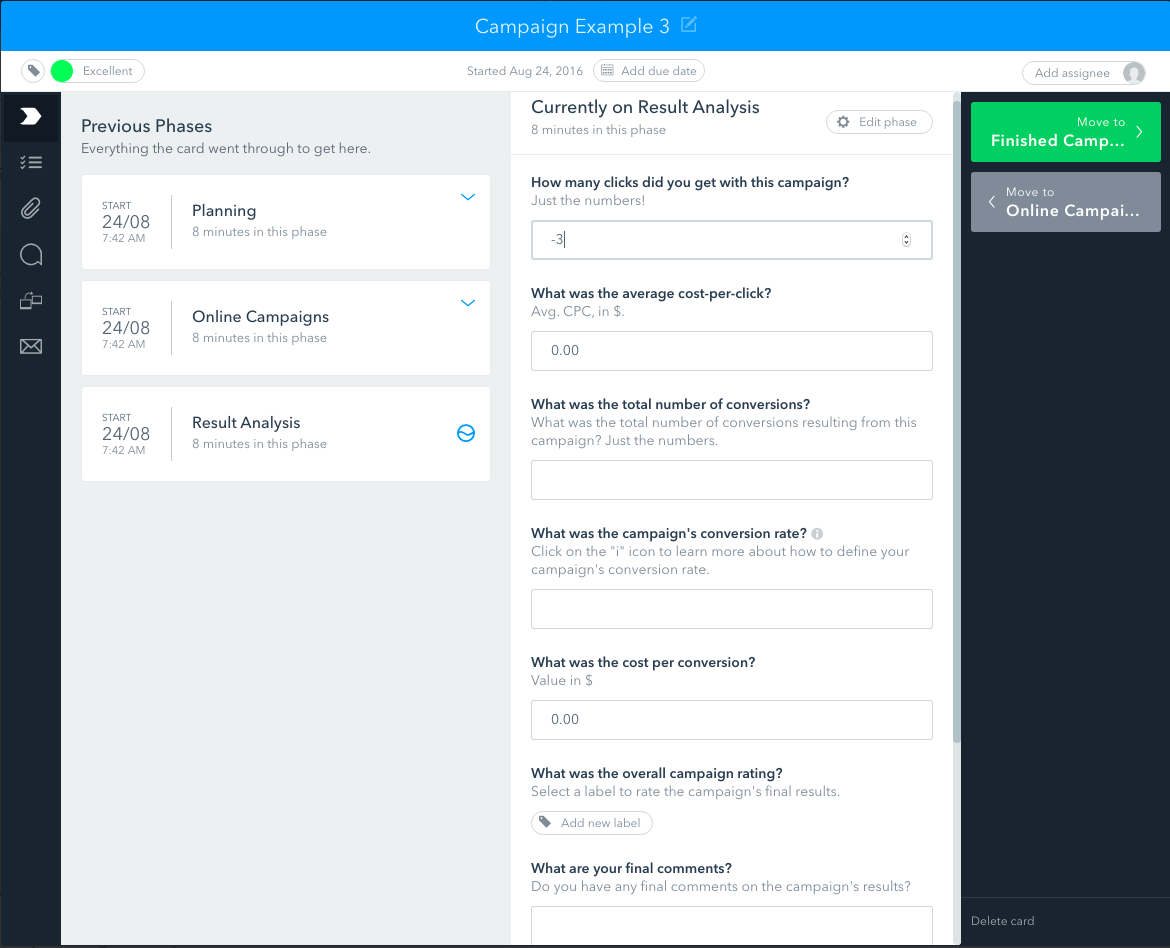 Campaign Example 3
Excellent
Started Aug 24, 2016
Add due date
Add assignee
Previous Phases
Everything the card went through to get here.
START
24/08
7:42 AM
Planning
8 minutes in this phase
START
24/08
7:42 AM
Online Campaigns
8 minutes in this phase
START
24/08
7:42 AM
Result Analysis
8 minutes in this phase
Currently on Result Analysis
8 minutes in this phase
Edit phase
How many clicks did you get with this campaign?
Just the numbers!
-3
What was the average cost-per-click?
Avg. CPC, in $.
0.00
What was the total number of conversions?
What was the total number of conversions resulting from this
campaign? Just the numbers.
What was the campaign's conversion rate?
Click on the "i" icon to learn more about how to define your
campaign's conversion rate.
What was the cost per conversion?
Value in $
0.00
What was the overall campaign rating?
Select a label to rate the campaign's final results.
Add new label
What are your final comments?
Do you have any final comments on the campaign's results?
Move to
Finished Camp...
Move to
Online Campai...
Delete card